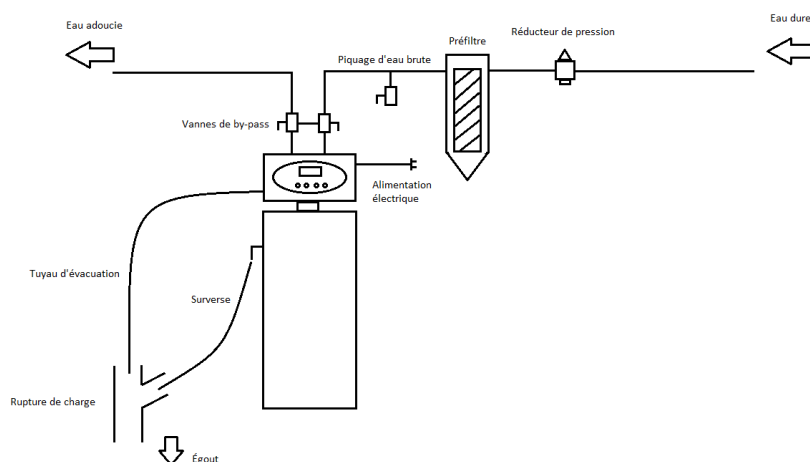 Eau adoucie
Eau dure
Réducteur de pression
Préfiltre
Piquage d'eau brute
Vannes de by-pass
Alimentation
électrique
Tuyau d'évacuation
Surverse
Rupture de charge
Égout